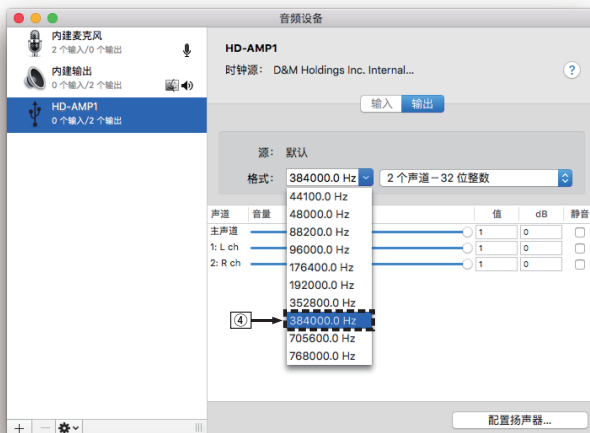 音频设备
内建麦克风
2 个输入/0 个输出
内建输出
0 个输入/2 个输出
HD-AMP1
0 个输入/2 个输出
HD-AMP1
时钟源： D&M Holdings Inc. Internal...
?
输入 输出
源： 默认
格式： 384000.0 Hz 2 个声道－32 位整数
44100.0 Hz
48000.0 Hz
88200.0 Hz
96000.0 Hz
176400.0 Hz
192000.0 Hz
352800.0 Hz
④ 384000.0 Hz
705600.0 Hz
768000.0 Hz
声道 音量 值 dB 静音
主声道 1 0
1: L ch 1 0
2: R ch 1 0
配置扬声器...